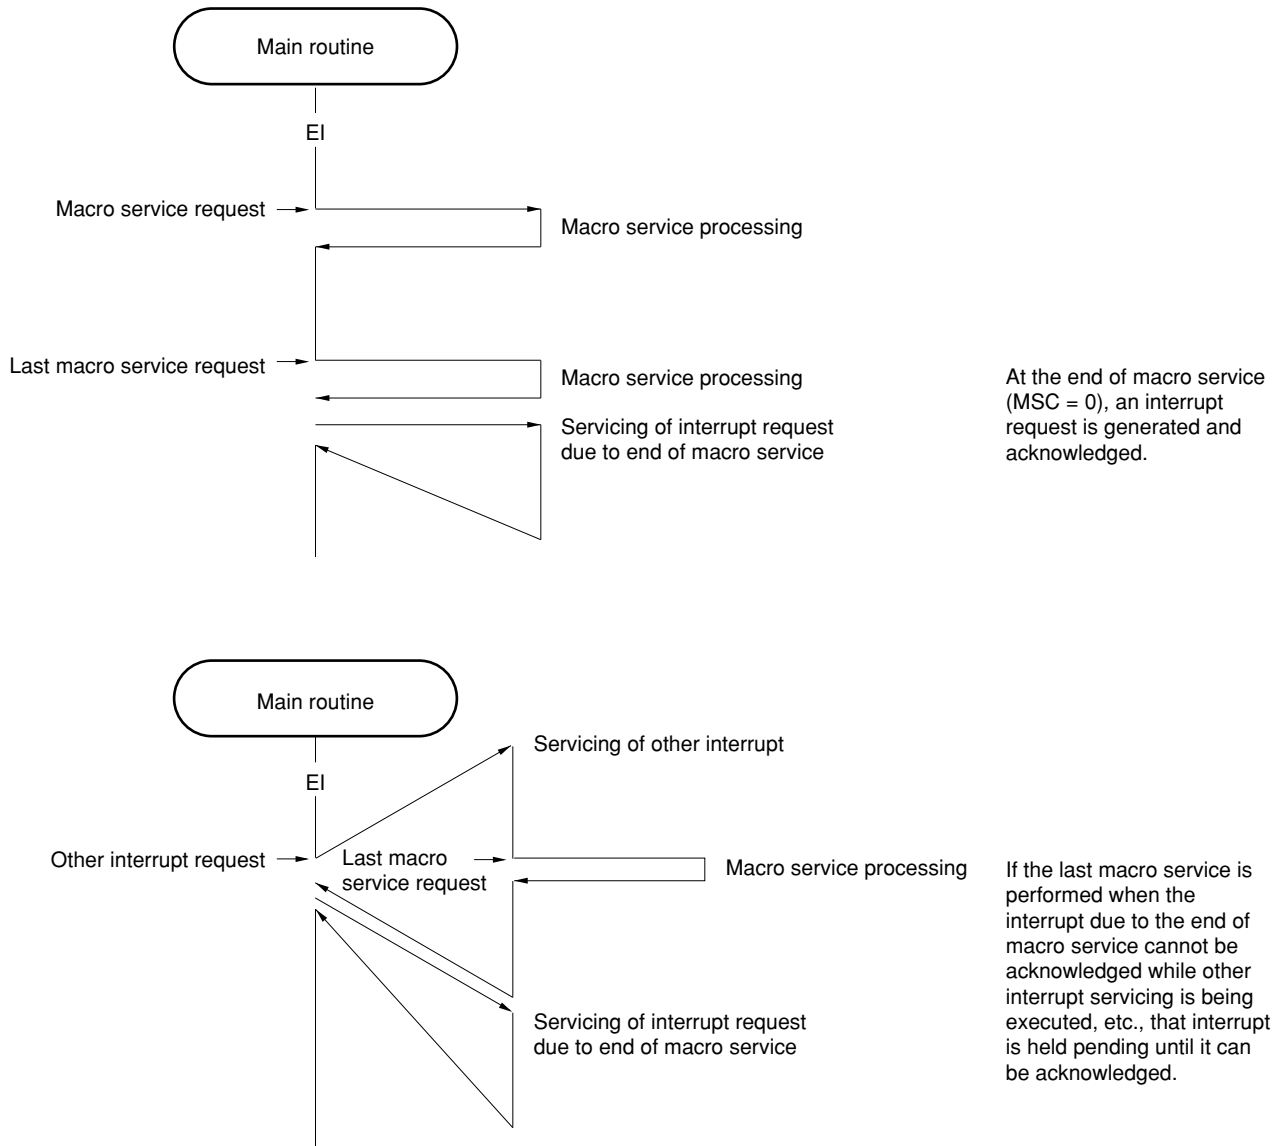 Main routine
EI
Macro service request
Macro service processing
Last macro service request
Macro service processing
Servicing of interrupt request
due to end of macro service
At the end of macro service
(MSC = 0), an interrupt
request is generated and
acknowledged.
Main routine
EI
Servicing of other interrupt
Other interrupt request
Last macro
service request
Macro service processing
Servicing of interrupt request
due to end of macro service
If the last macro service is
performed when the
interrupt due to the end of
macro service cannot be
acknowledged while other
interrupt servicing is being
executed, etc., that interrupt
is held pending until it can
be acknowledged.